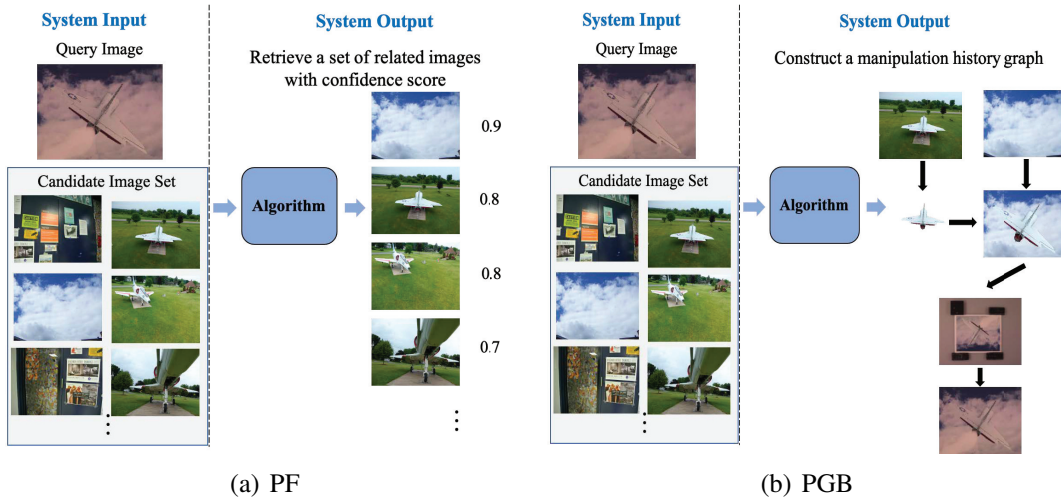 System Input
Query Image
Candidate Image Set
⋮
Algorithm
System Output
Retrieve a set of related images
with confidence score
0.9
0.8
0.8
0.7
⋮
(a) PF
System Input
Query Image
Candidate Image Set
⋮
Algorithm
System Output
Construct a manipulation history graph
(b) PGB